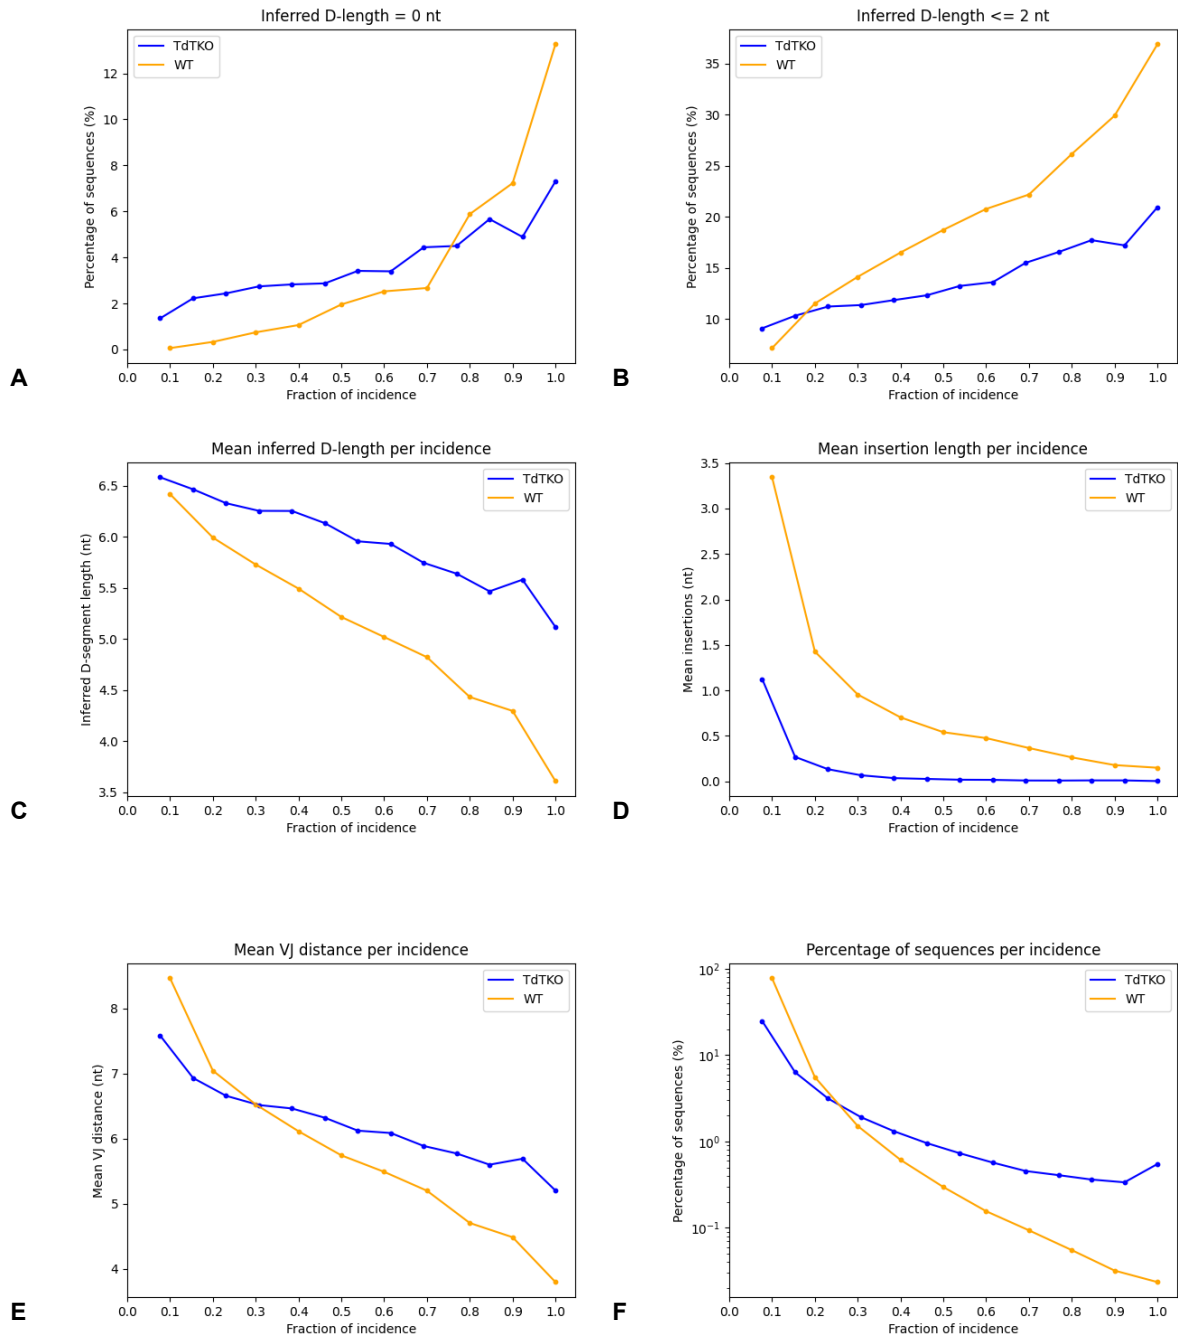 Inferred D-length = 0 nt
TdTKO
WT
Percentage of sequences (%)
12
10
8
6
4
2
0
0.0 0.1 0.2 0.3 0.4 0.5 0.6 0.7 0.8 0.9 1.0
Fraction of incidence
A
Inferred D-length <= 2 nt
TdTKO
WT
Percentage of sequences (%)
35
30
25
20
15
10
0.0 0.1 0.2 0.3 0.4 0.5 0.6 0.7 0.8 0.9 1.0
Fraction of incidence
B
Mean inferred D-length per incidence
TdTKO
WT
Inferred D-segment length (nt)
6.5
6.0
5.5
5.0
4.5
4.0
3.5
0.0 0.1 0.2 0.3 0.4 0.5 0.6 0.7 0.8 0.9 1.0
Fraction of incidence
C
Mean insertion length per incidence
TdTKO
WT
Mean insertions (nt)
3.5
3.0
2.5
2.0
1.5
1.0
0.5
0.0
0.0 0.1 0.2 0.3 0.4 0.5 0.6 0.7 0.8 0.9 1.0
Fraction of incidence
D
Mean VJ distance per incidence
TdTKO
WT
Mean VJ distance (nt)
8
7
6
5
4
0.0 0.1 0.2 0.3 0.4 0.5 0.6 0.7 0.8 0.9 1.0
Fraction of incidence
E
Percentage of sequences per incidence
TdTKO
WT
Percentage of sequences (%)
10²
10¹
10⁰
10⁻¹
0.0 0.1 0.2 0.3 0.4 0.5 0.6 0.7 0.8 0.9 1.0
Fraction of incidence
F